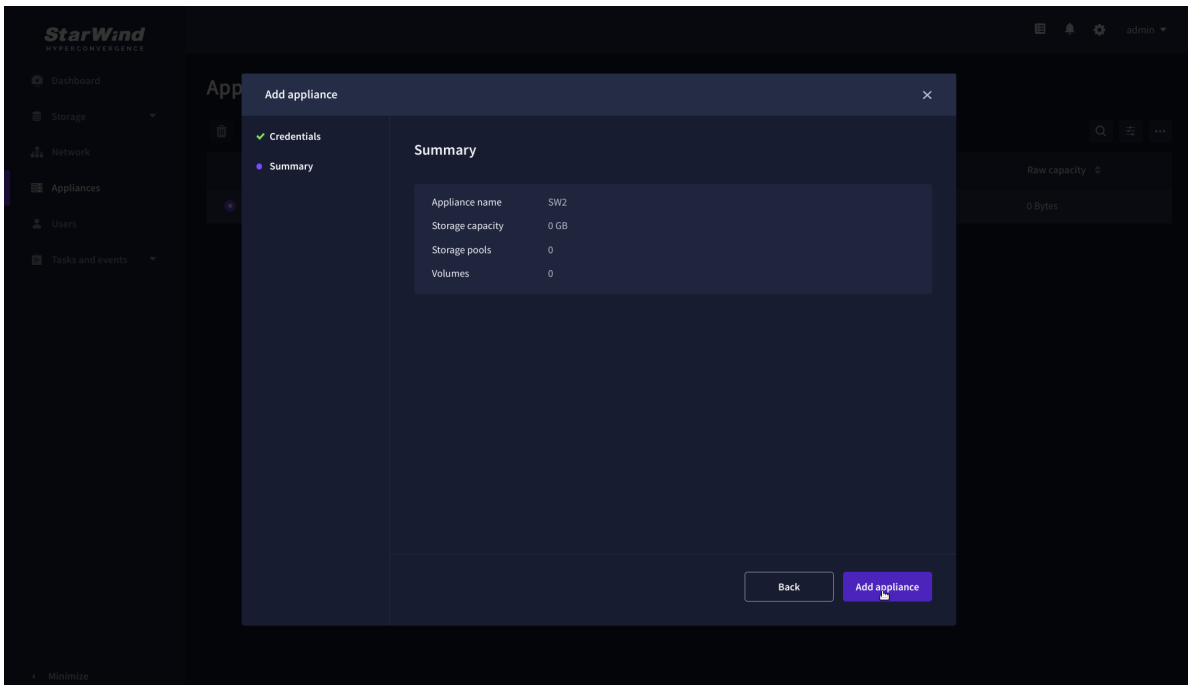 StarWind
HYPERCONVERGENCE
admin
Dashboard
Storage
Network
Appliances
Users
Tasks and events
Minimize
App
Raw capacity
0 Bytes
Add appliance
Credentials
Summary
Summary
Appliance name SW2
Storage capacity 0 GB
Storage pools 0
Volumes 0
Back
Add appliance